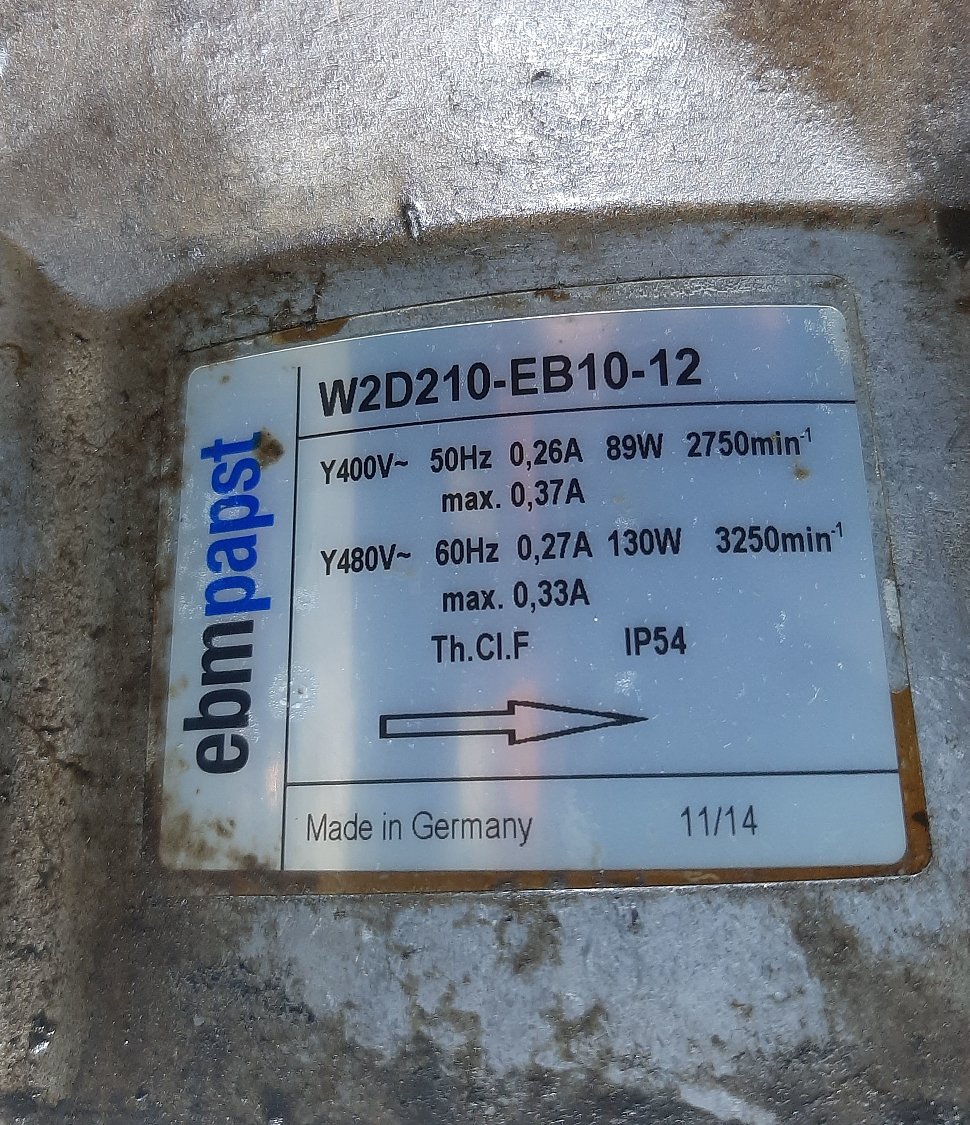 ebmpapst
W2D210-EB10-12
Y400V~ 50Hz 0,26A 89W 2750min⁻¹
max. 0,37A
Y480V~ 60Hz 0,27A 130W 3250min⁻¹
max. 0,33A
Th.Cl.F IP54
Made in Germany 11/14